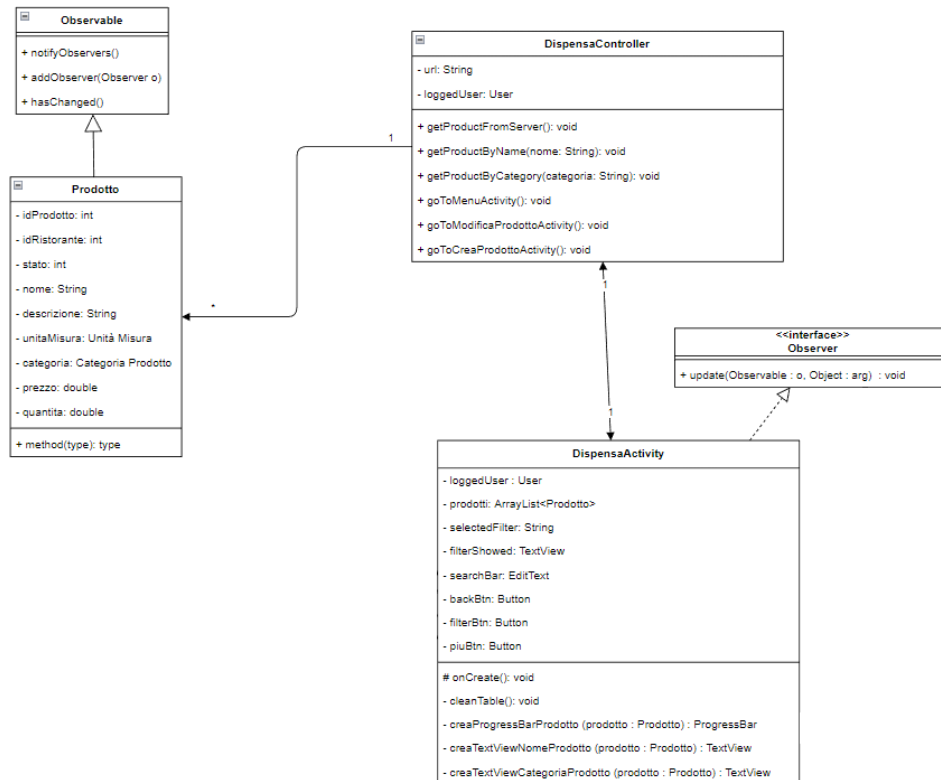 Observable
+ notifyObservers()
+ addObserver(Observer o)
+ hasChanged()
DispensaController
- url: String
- loggedUser: User
+ getProductFromServer(): void
+ getProductByName(nome: String): void
+ getProductByCategory(categoria: String): void
+ goToMenuActivity(): void
+ goToModificaProdottoActivity(): void
+ goToCreaProdottoActivity(): void
1
*
Prodotto
- idProdotto: int
- idRistorante: int
- stato: int
- nome: String
- descrizione: String
- unitaMisura: Unità Misura
- categoria: Categoria Prodotto
- prezzo: double
- quantita: double
+ method(type): type
1
1
<<interface>>
Observer
+ update(Observable : o, Object : arg) : void
DispensaActivity
- loggedUser : User
- prodotti: ArrayList<Prodotto>
- selectedFilter: String
- filterShowed: TextView
- searchBar: EditText
- backBtn: Button
- filterBtn: Button
- piuBtn: Button
# onCreate(): void
- cleanTable(): void
- creaProgressBarProdotto (prodotto : Prodotto) : ProgressBar
- creaTextViewNomeProdotto (prodotto : Prodotto) : TextView
- creaTextViewCategoriaProdotto (prodotto : Prodotto) : TextView